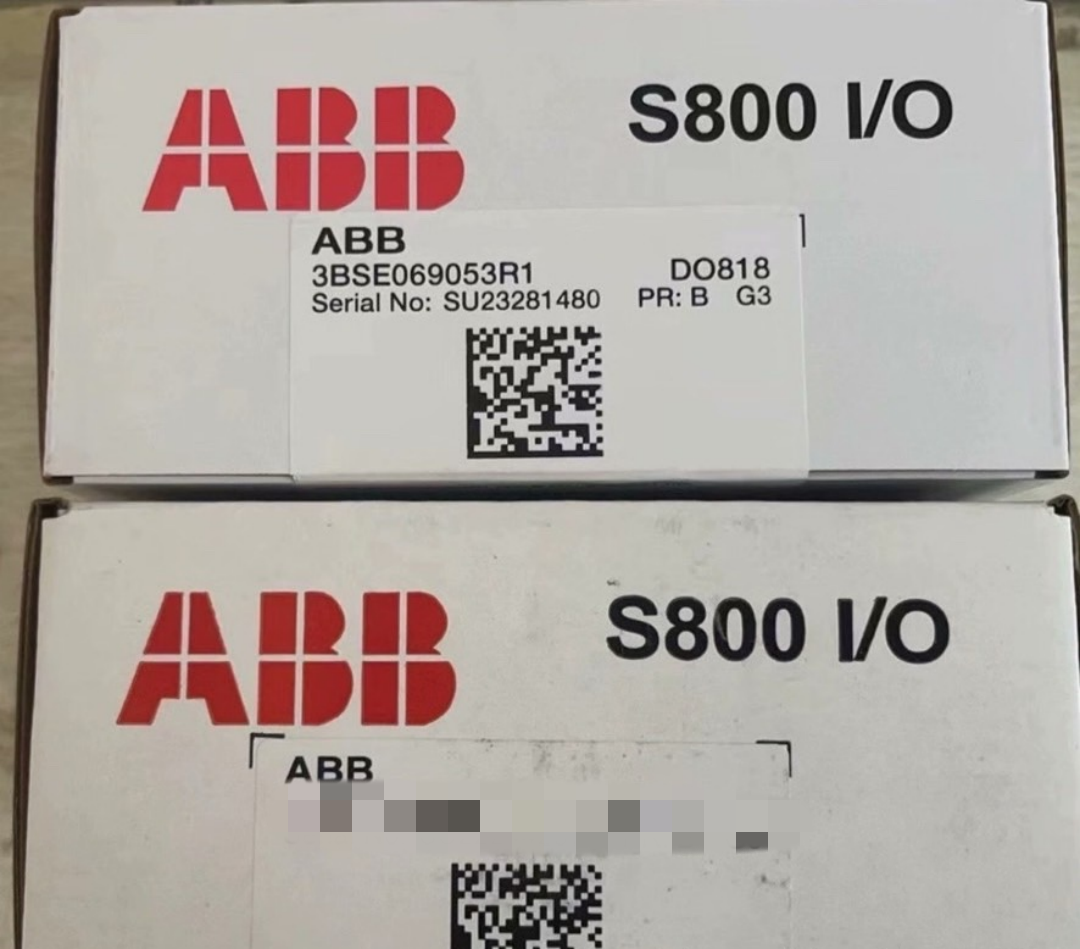 ABB
S800 I/O
ABB
3BSE069053R1 DO818
Serial No: SU23281480 PR: B G3
ABB
S800 I/O
ABB